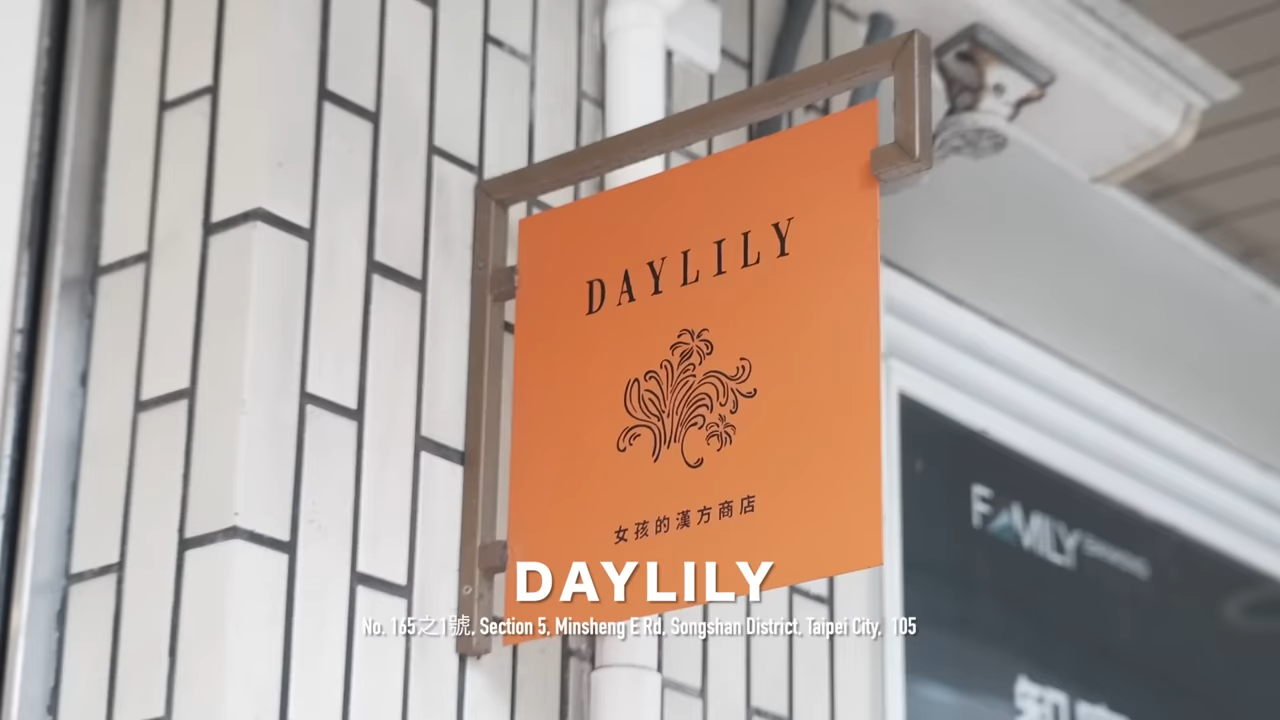 DAYLILY
女孩的漢方商店
FAMILY
DAYLILY
No. 165之1號, Section 5, Minsheng E Rd, Songshan District, Taipei City, 105